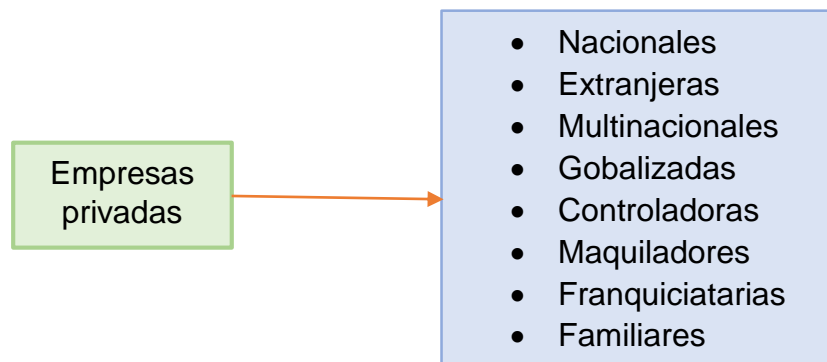 Empresas
privadas
• Nacionales
• Extranjeras
• Multinacionales
• Gobalizadas
• Controladoras
• Maquiladores
• Franquiciatarias
• Familiares